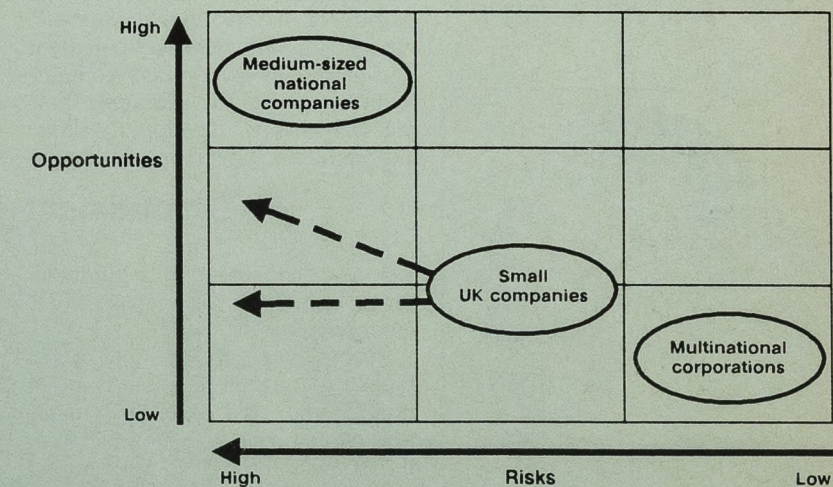 High
Medium-sized
national
companies
Opportunities
Small
UK companies
Multinational
corporations
Low
High Risks Low